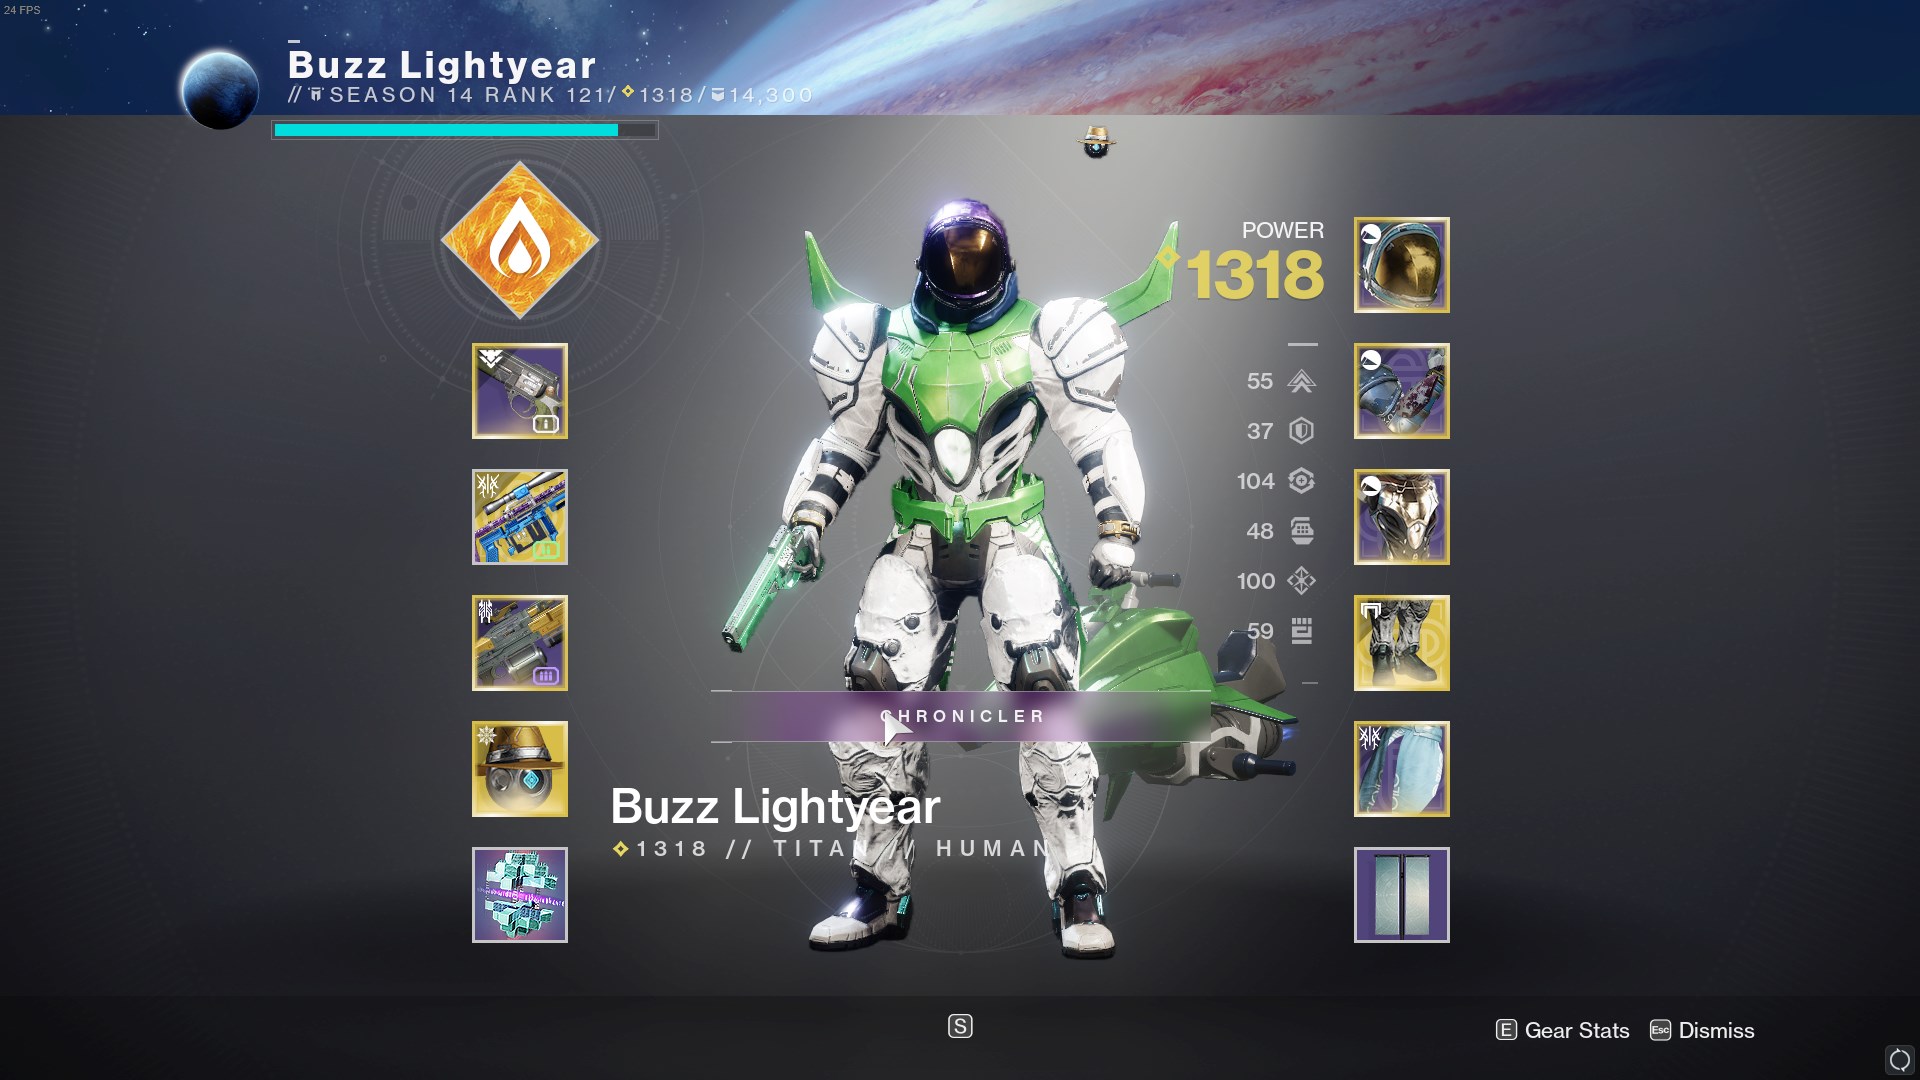 24 FPS
Buzz Lightyear
// SEASON 14 RANK 121/ 1318/ 14,300
POWER
1318
55
37
104
48
100
59
CHRONICLER
Buzz Lightyear
1318 // TITAN // HUMAN
S
E Gear Stats Esc Dismiss